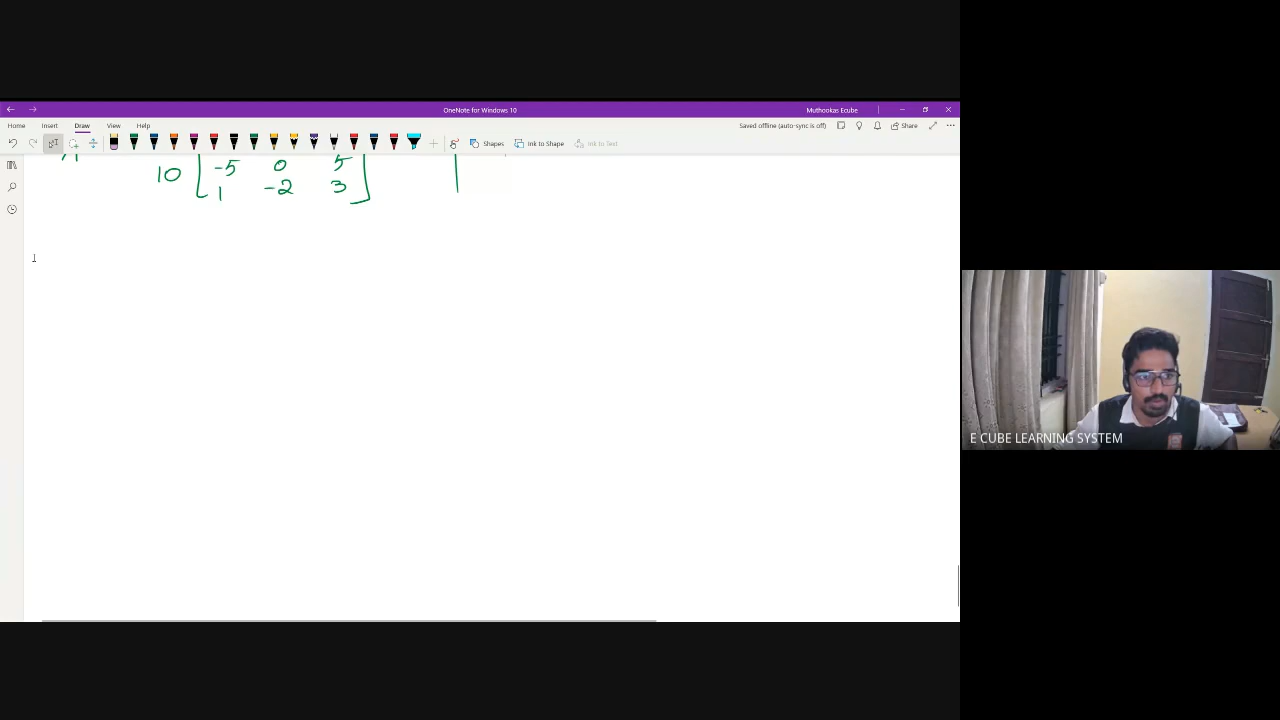 OneNote for Windows 10
Muthookas Ecube
Home Insert Draw View Help
Saved offline (auto-sync is off)
Share
Shapes Ink to Shape Ink to Text
10 -5 0 5
1 -2 3
E CUBE LEARNING SYSTEM